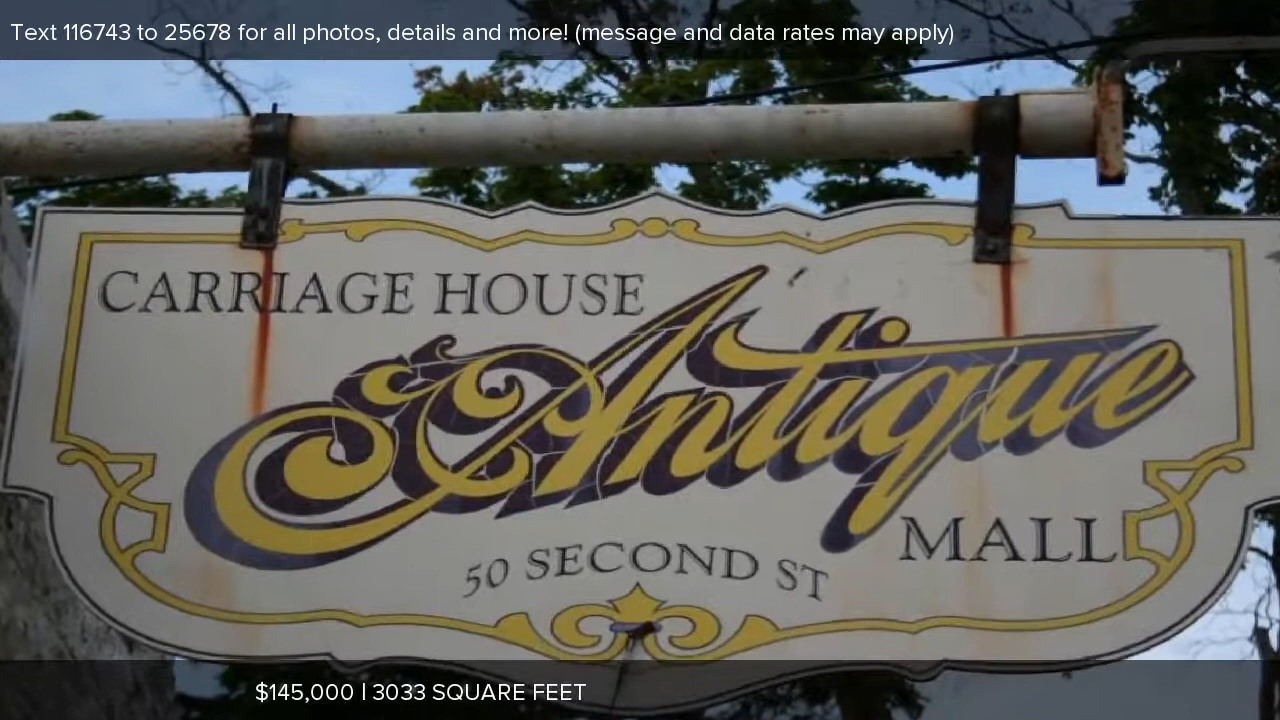 Text 116743 to 25678 for all photos, details and more! (message and data rates may apply)
CARRIAGE HOUSE
Antique
MALL
50 SECOND ST
$145,000 | 3033 SQUARE FEET